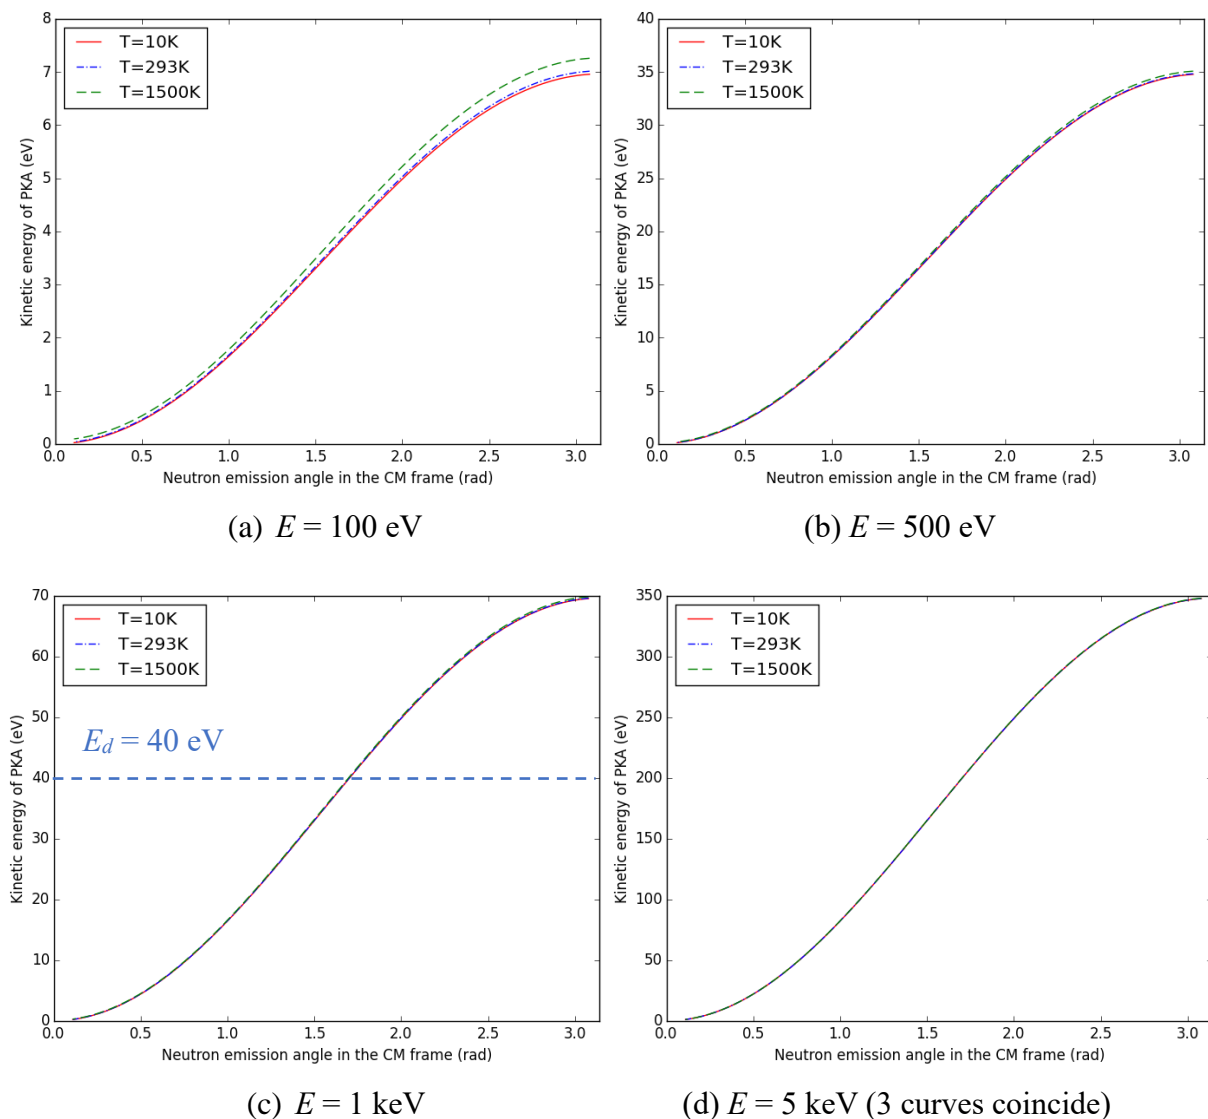 8
7
6
5
4
3
2
1
0
Kinetic energy of PKA (eV)
T=10K
T=293K
T=1500K
0.0 0.5 1.0 1.5 2.0 2.5 3.0
Neutron emission angle in the CM frame (rad)
(a) E = 100 eV
40
35
30
25
20
15
10
5
0
Kinetic energy of PKA (eV)
T=10K
T=293K
T=1500K
0.0 0.5 1.0 1.5 2.0 2.5 3.0
Neutron emission angle in the CM frame (rad)
(b) E = 500 eV
70
60
50
40
30
20
10
0
Kinetic energy of PKA (eV)
T=10K
T=293K
T=1500K
Ed = 40 eV
0.0 0.5 1.0 1.5 2.0 2.5 3.0
Neutron emission angle in the CM frame (rad)
(c) E = 1 keV
350
300
250
200
150
100
50
0
Kinetic energy of PKA (eV)
T=10K
T=293K
T=1500K
0.0 0.5 1.0 1.5 2.0 2.5 3.0
Neutron emission angle in the CM frame (rad)
(d) E = 5 keV (3 curves coincide)